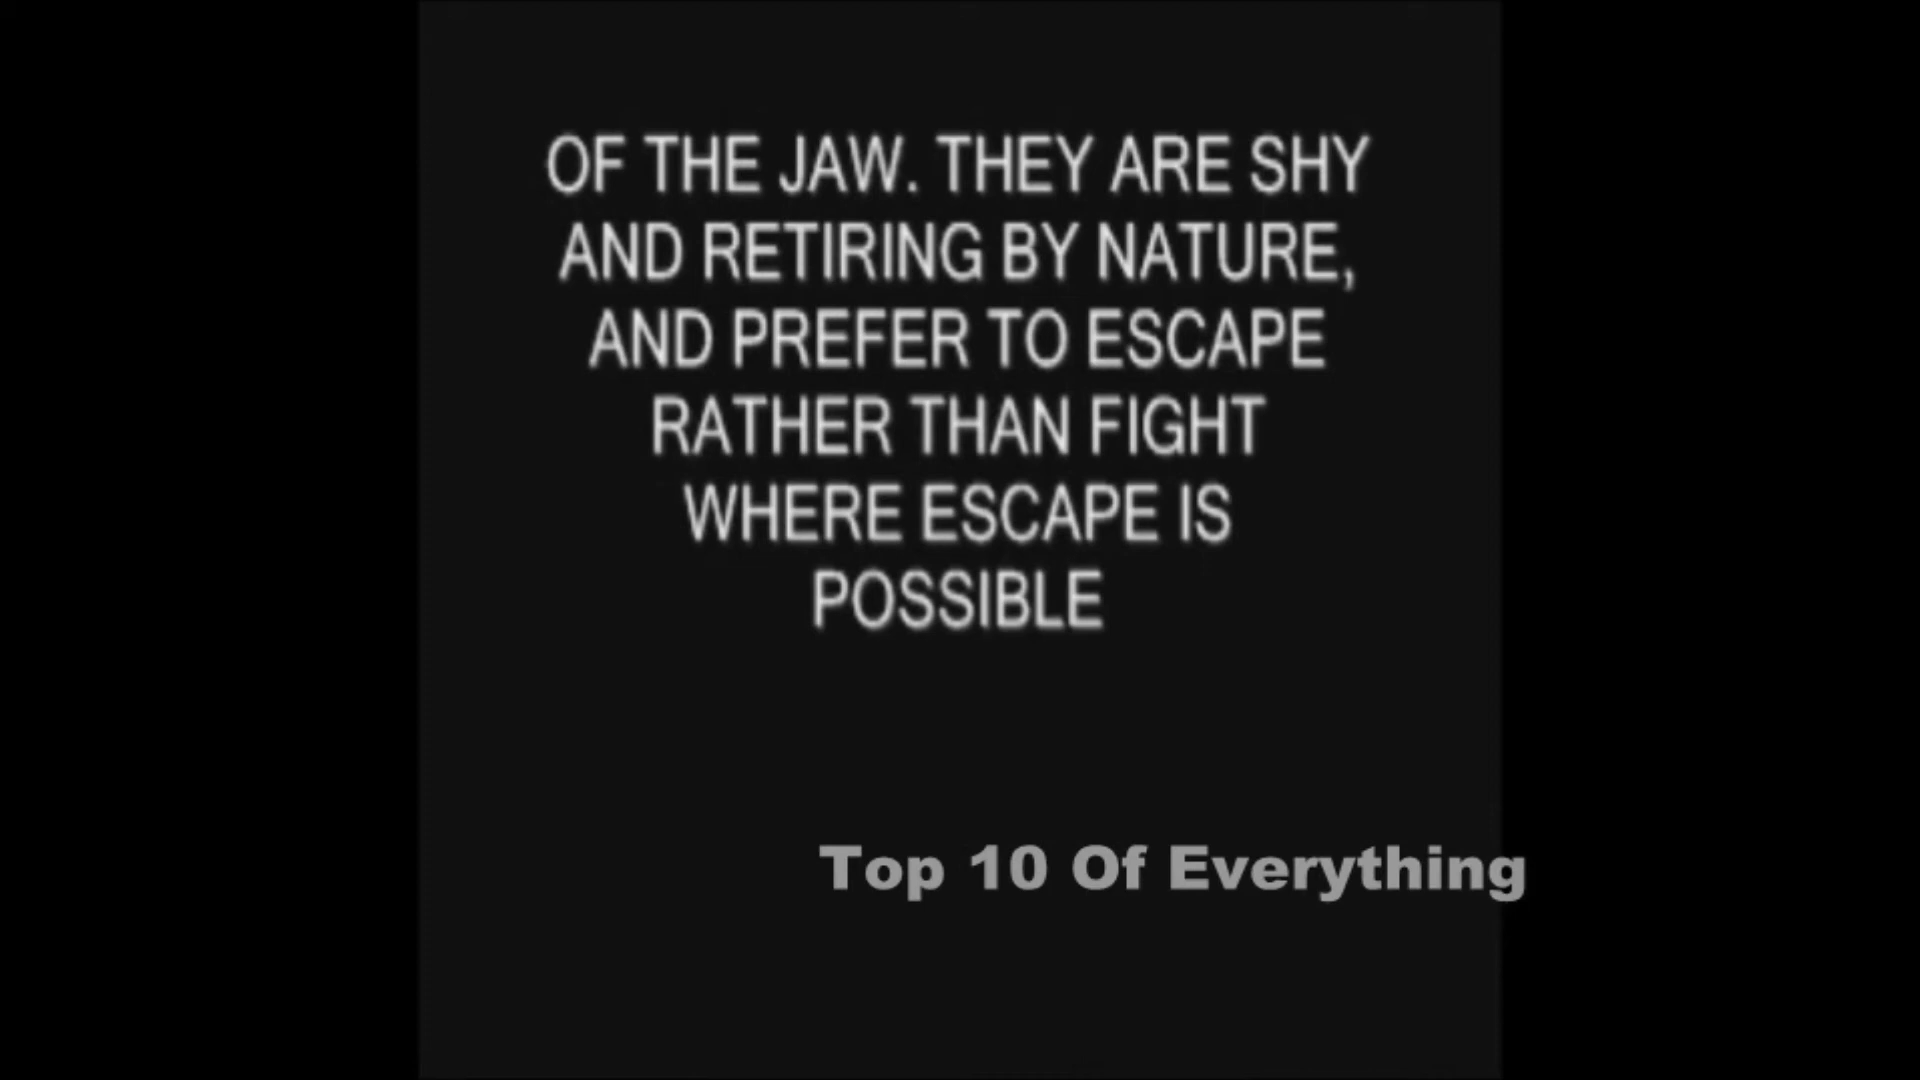 OF THE JAW. THEY ARE SHY
AND RETIRING BY NATURE,
AND PREFER TO ESCAPE
RATHER THAN FIGHT
WHERE ESCAPE IS
POSSIBLE
Top 10 Of Everything